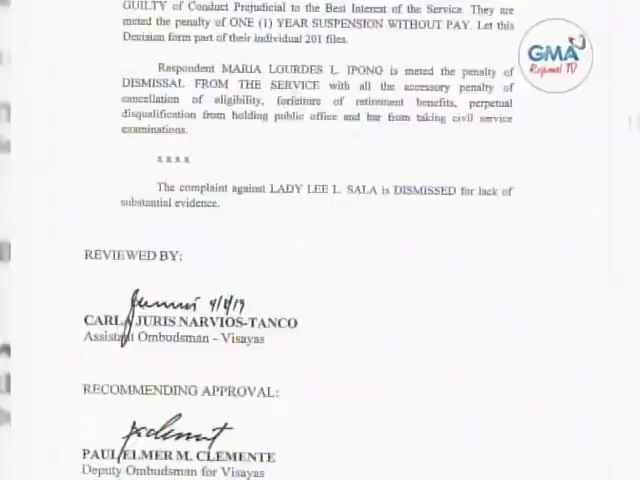 GUILTY of Conduct Prejudicial to the Best Interest of the Service. They are
meted the penalty of ONE (1) YEAR SUSPENSION WITHOUT PAY. Let this
Decision form part of their individual 201 files.
GMA
Regional TV
Respondent MARIA LOURDES L. IPONG is meted the penalty of
DISMISSAL FROM THE SERVICE with all the accessory penalty of
cancellation of eligibility, forfeiture of retirement benefits, perpetual
disqualification from holding public office and bar from taking civil service
examinations.
x x x x
The complaint against LADY LEE L. SALA is DISMISSED for lack of
substantial evidence.
REVIEWED BY:
4/4/19
CARLA JURIS NARVIOS-TANCO
Assistant Ombudsman - Visayas
RECOMMENDING APPROVAL:
PAUL ELMER M. CLEMENTE
Deputy Ombudsman for Visayas